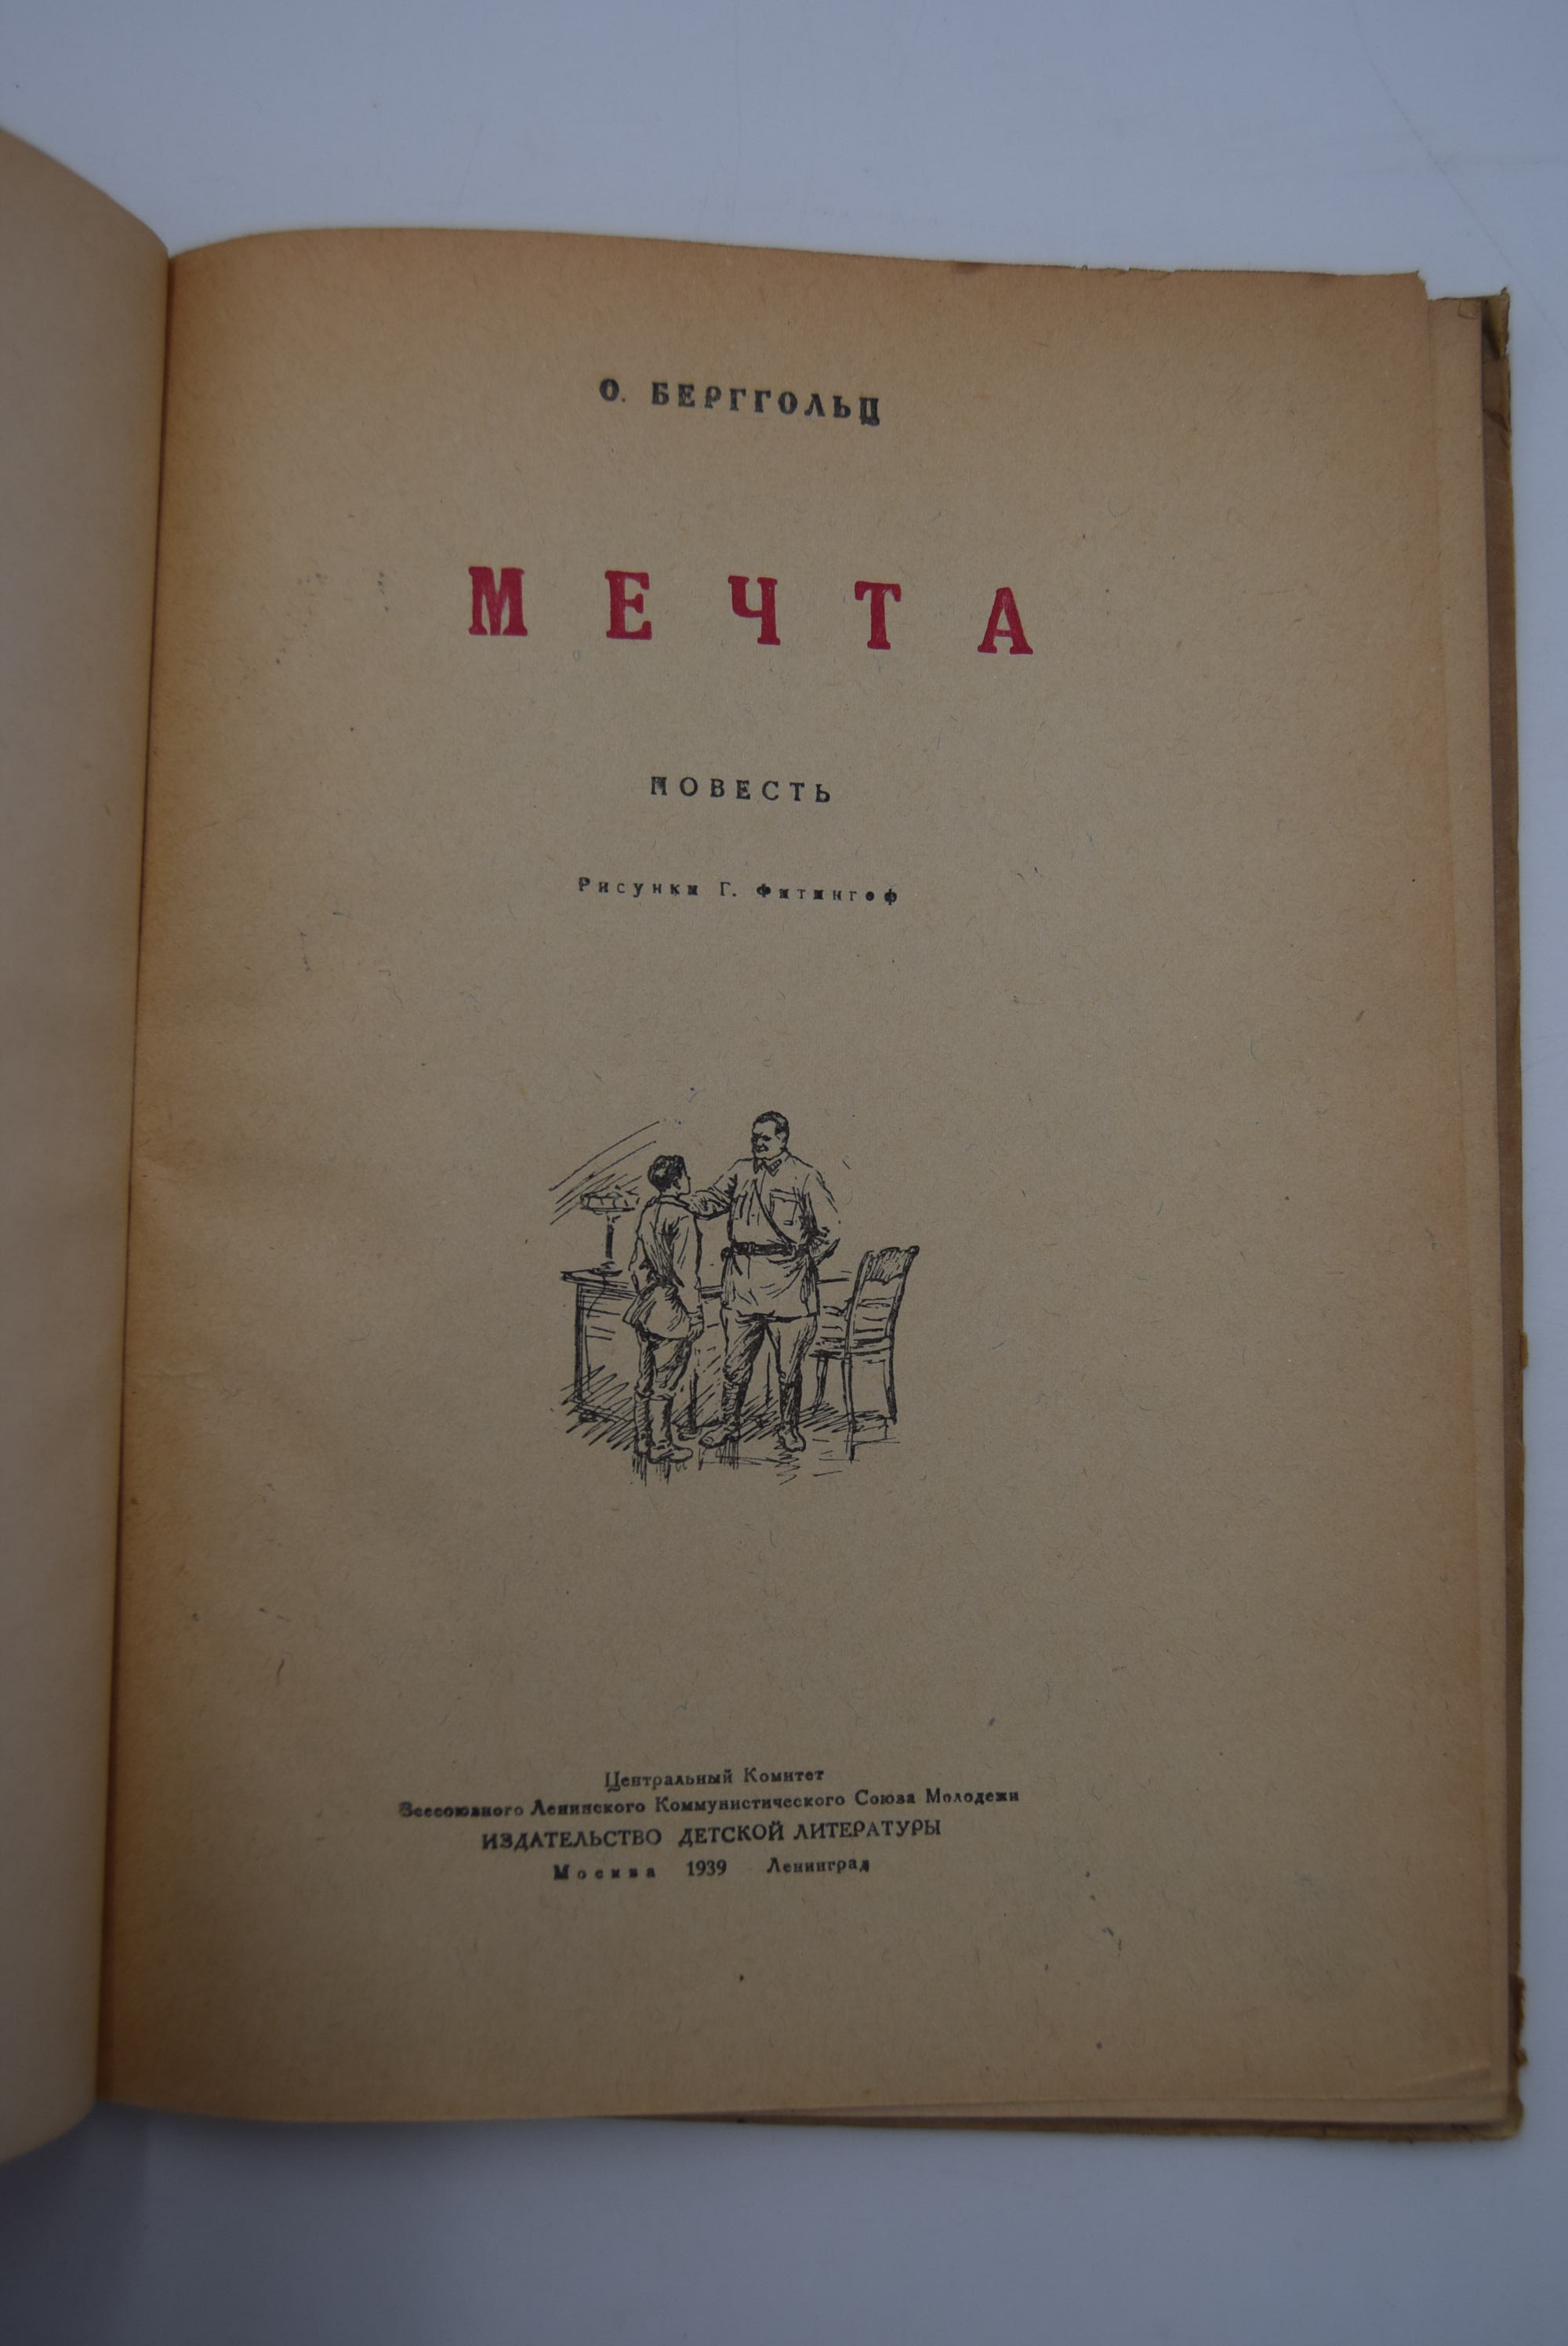 О. БЕРГГОЛЬЦ
МЕЧТА
ПОВЕСТЬ
Рисунки Г. Фитингоф
Центральный Комитет
Всесоюзного Ленинского Коммунистического Союза Молодежи
ИЗДАТЕЛЬСТВО ДЕТСКОЙ ЛИТЕРАТУРЫ
Москва 1939 Ленинград